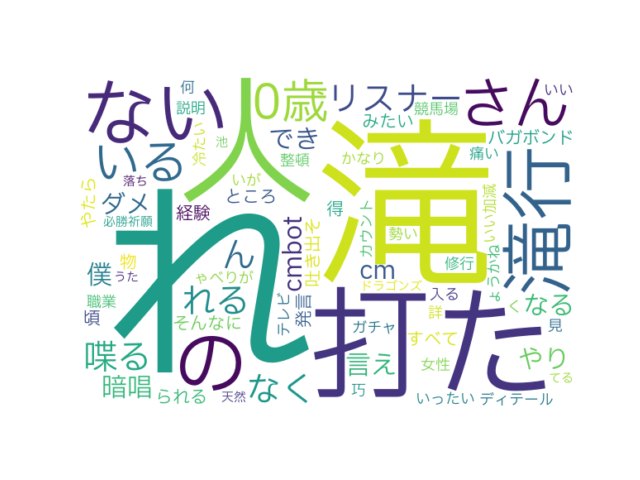 ない
人
0歳
リスナー
さん
何
説明
冷たい
池
でき
整頓
みたい
競馬場
いい
バガボンド
痛い
かなり
滝
滝行
いる
落ち
ダメ
いが
ところ
やたら
必勝祈願
経験
れ
cmbot
吐き出そ
得
カウント
勢い
いい加減
cm
修行
ょうかね
僕
ん
物
うた
ゃべりが
れる
職業
頃
そんなに
テレビ
発言
ドラゴンズ
入る
詳
く
なる
見
の
打
た
ガチャ
すべて
喋る
言え
女性
やり
暗唱
られる
なく
天然
巧
いったい
ディテール
てる